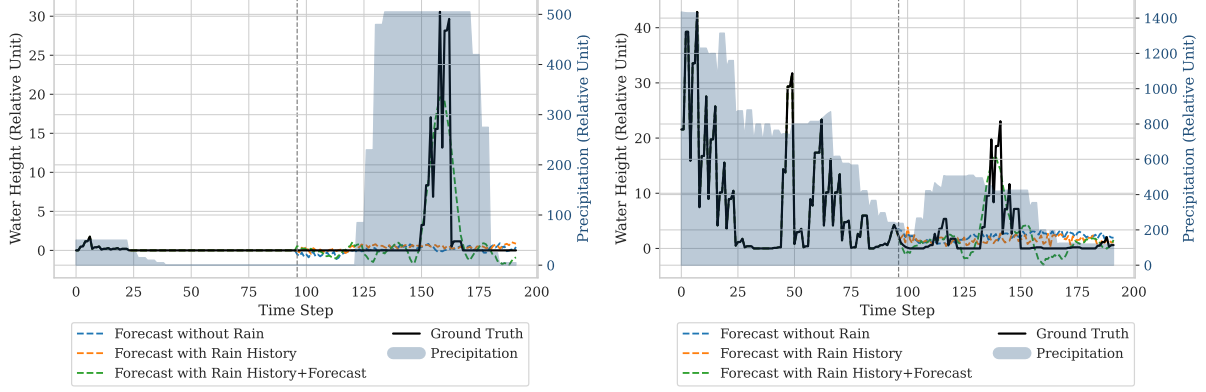 30
25
20
15
10
5
0
Water Height (Relative Unit)
500
400
300
200
100
0
Precipitation (Relative Unit)
0 25 50 75 100 125 150 175 200
Time Step
Forecast without Rain
Forecast with Rain History
Forecast with Rain History+Forecast
Ground Truth
Precipitation
40
30
20
10
0
Water Height (Relative Unit)
1400
1200
1000
800
600
400
200
0
Precipitation (Relative Unit)
0 25 50 75 100 125 150 175 200
Time Step
Forecast without Rain
Forecast with Rain History
Forecast with Rain History+Forecast
Ground Truth
Precipitation